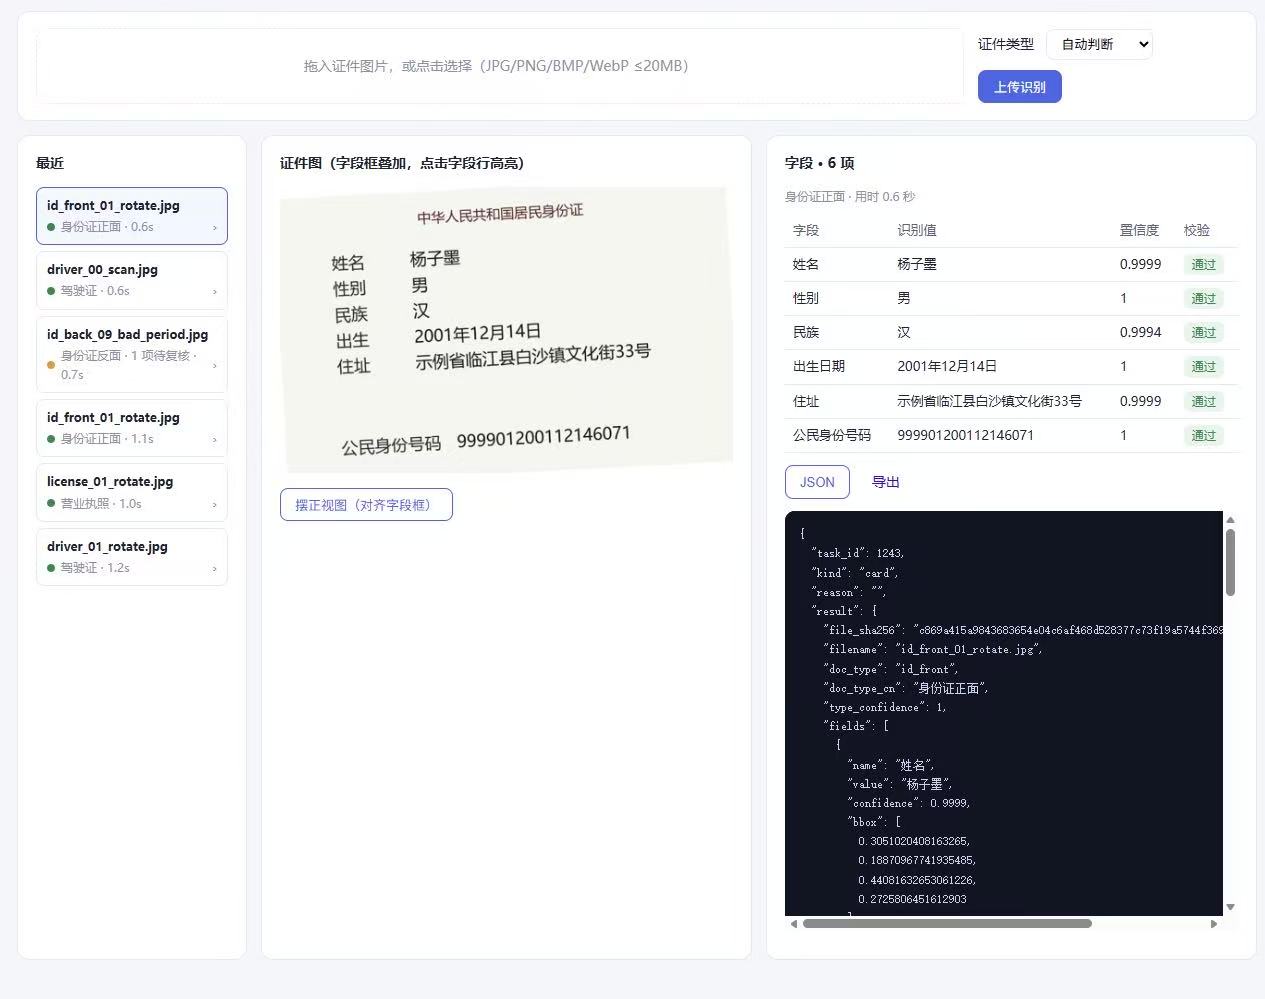 拖入证件图片，或点击选择（JPG/PNG/BMP/WebP ≤20MB）
证件类型 自动判断
上传识别
最近
id_front_01_rotate.jpg
身份证正面 · 0.6s ›
driver_00_scan.jpg
驾驶证 · 0.6s ›
id_back_09_bad_period.jpg
身份证反面 · 1 项待复核 ·
0.7s ›
id_front_01_rotate.jpg
身份证正面 · 1.1s ›
license_01_rotate.jpg
营业执照 · 1.0s ›
driver_01_rotate.jpg
驾驶证 · 1.2s ›
证件图（字段框叠加，点击字段行高亮）
中华人民共和国居民身份证
姓名 杨子墨
性别 男
民族 汉
出生 2001年12月14日
住址 示例省临江县白沙镇文化街33号
公民身份号码 999901200112146071
摆正视图（对齐字段框）
字段 • 6 项
身份证正面 · 用时 0.6 秒
字段 识别值 置信度 校验
姓名 杨子墨 0.9999 通过
性别 男 1 通过
民族 汉 0.9994 通过
出生日期 2001年12月14日 1 通过
住址 示例省临江县白沙镇文化街33号 0.9999 通过
公民身份号码 999901200112146071 1 通过
JSON 导出
{
"task_id": 1243,
"kind": "card",
"reason": "",
"result": {
"file_sha256": "c869a415a9843683654e04c6af468d528377c73f19a5744f369
"filename": "id_front_01_rotate.jpg",
"doc_type": "id_front",
"doc_type_cn": "身份证正面",
"type_confidence": 1,
"fields": [
{
"name": "姓名",
"value": "杨子墨",
"confidence": 0.9999,
"bbox": [
0.3051020408163265,
0.18870967741935485,
0.44081632653061226,
0.2725806451612903